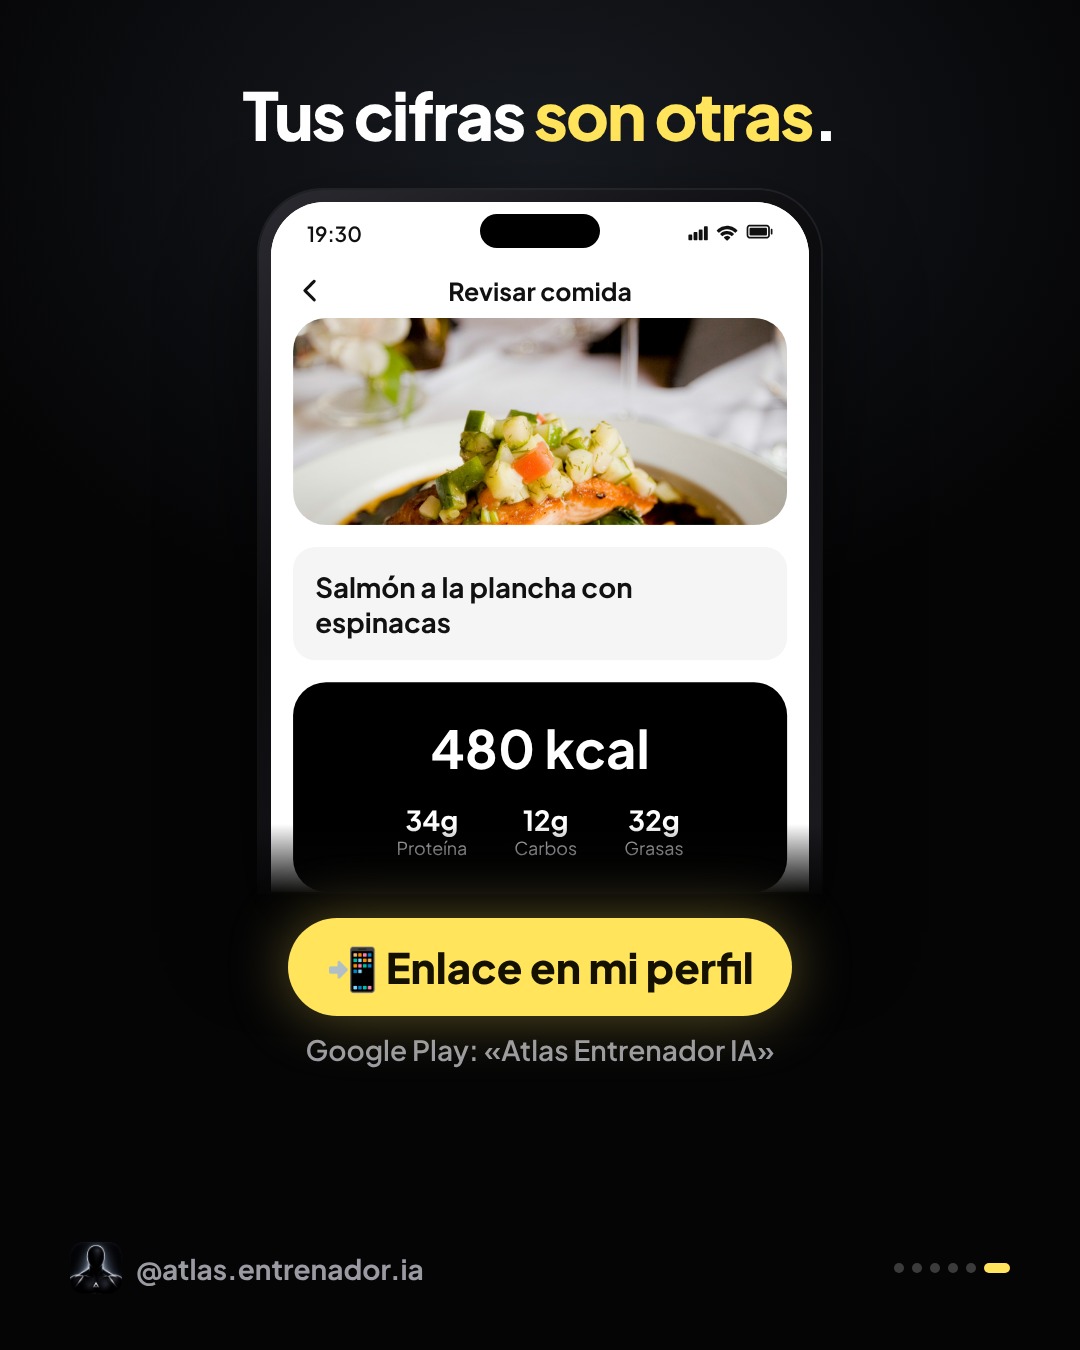 Tus cifras son otras.
19:30
Revisar comida
Salmón a la plancha con
espinacas
480 kcal
34g 12g 32g
Proteína Carbos Grasas
Enlace en mi perfil
Google Play: «Atlas Entrenador IA»
@atlas.entrenador.ia